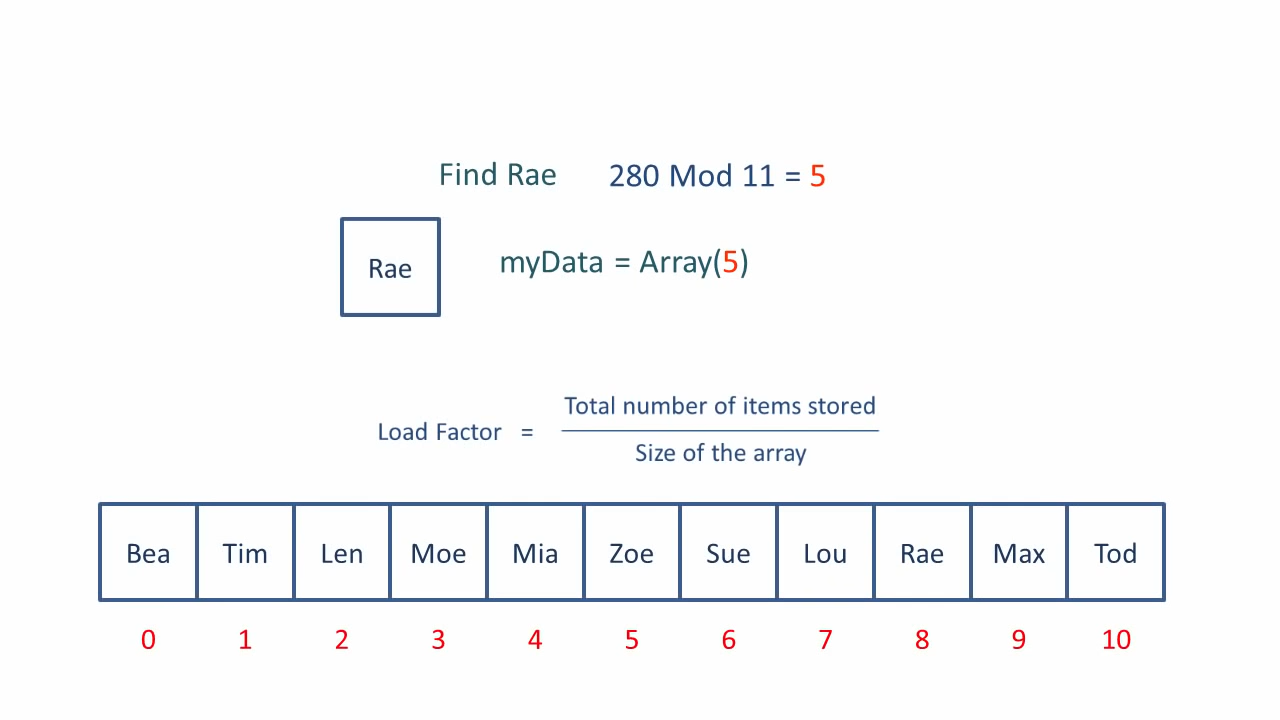 Find Rae 280 Mod 11 = 5
Rae
myData = Array(5)
Total number of items stored
Load Factor =
Size of the array
Bea Tim Len Moe Mia Zoe Sue Lou Rae Max Tod
0 1 2 3 4 5 6 7 8 9 10